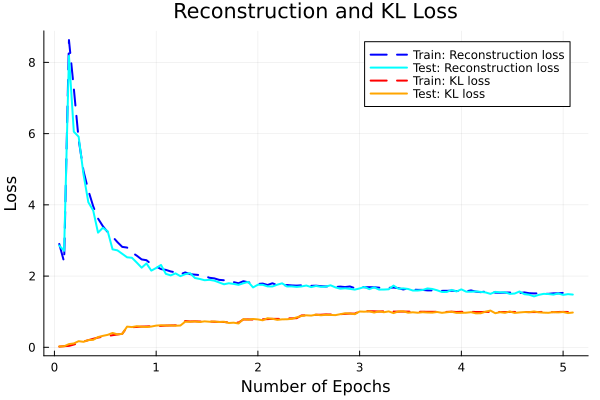 Reconstruction and KL Loss
Train: Reconstruction loss
Test: Reconstruction loss
Train: KL loss
Test: KL loss
Loss
8
6
4
2
0
0 1 2 3 4 5
Number of Epochs